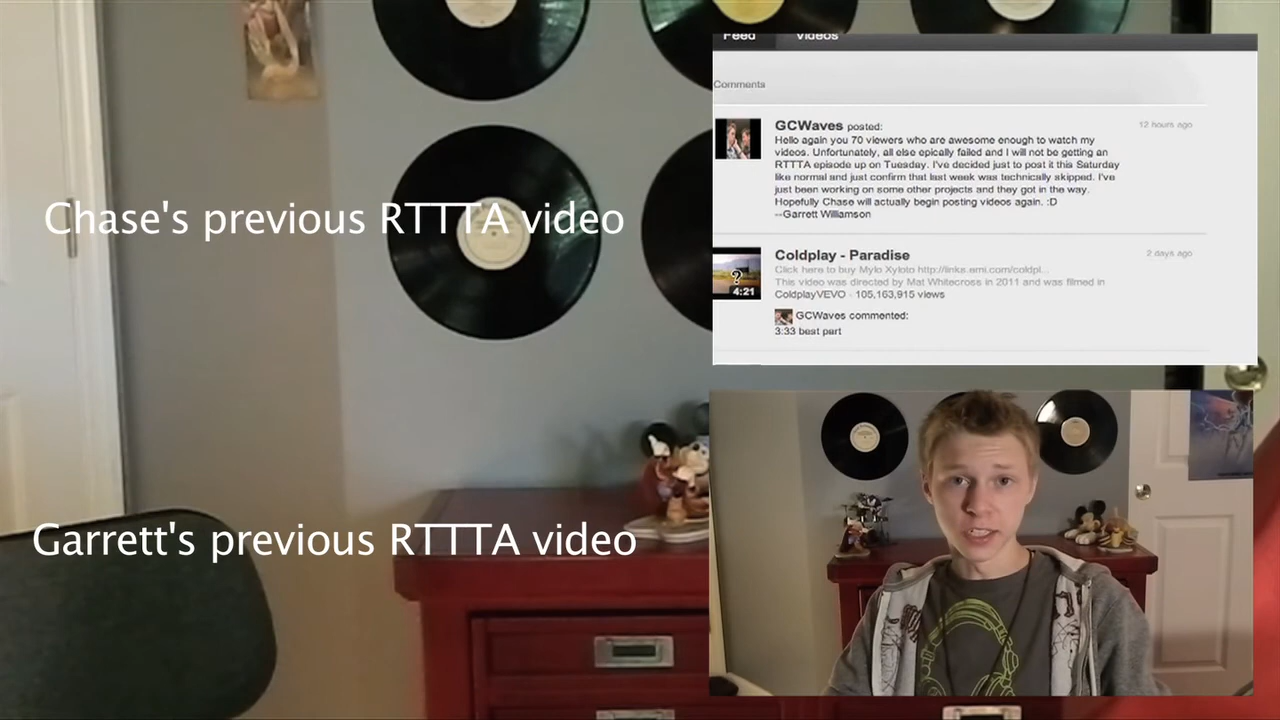 Feed Videos
Comments
GCWaves posted: 12 hours ago
Hello again you 70 viewers who are awesome enough to watch my
videos. Unfortunately, all else epically failed and I will not be getting an
RTTTA episode up on Tuesday. I've decided just to post it this Saturday
like normal and just confirm that last week was technically skipped. I've
just been working on some other projects and they got in the way.
Hopefully Chase will actually begin posting videos again. :D
--Garrett Williamson
Chase's previous RTTTA video
Coldplay - Paradise 2 days ago
Click here to buy Mylo Xyloto http://links.emi.com/coldpl...
This video was directed by Mat Whitecross in 2011 and was filmed in
4:21
ColdplayVEVO · 105,163,915 views
GCWaves commented:
3:33 best part
Garrett's previous RTTTA video